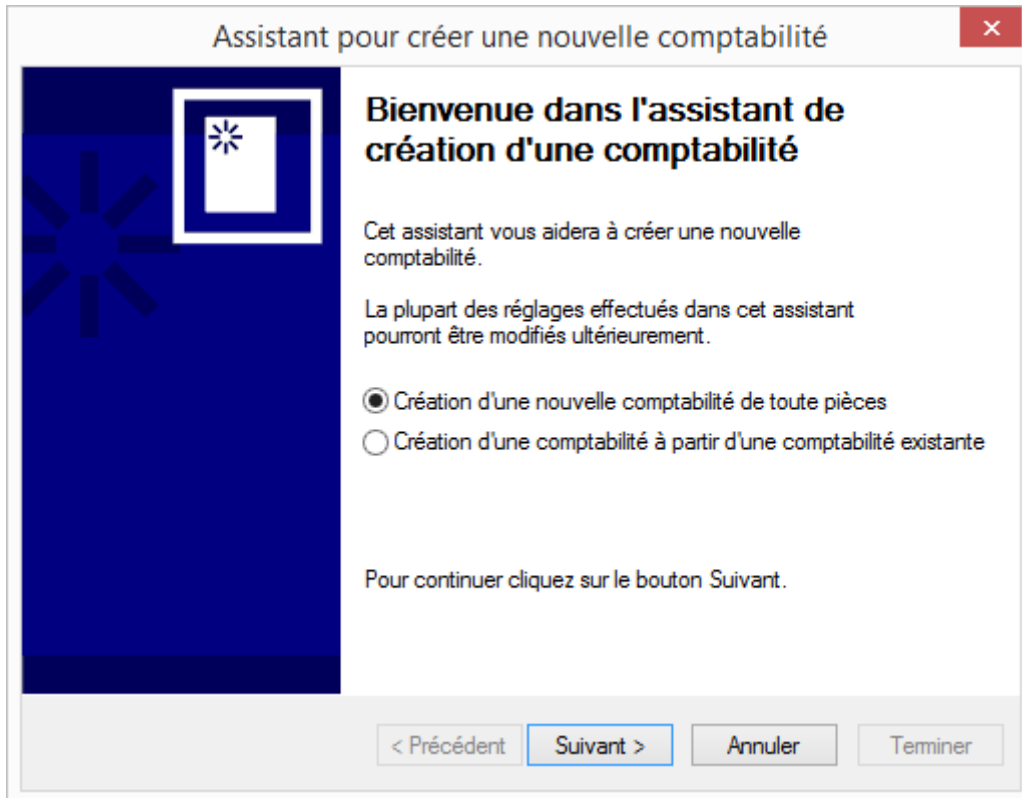 Assistant pour créer une nouvelle comptabilité
Bienvenue dans l'assistant de
création d'une comptabilité
Cet assistant vous aidera à créer une nouvelle
comptabilité.
La plupart des réglages effectués dans cet assistant
pourront être modifiés ultérieurement.
Création d'une nouvelle comptabilité de toute pièces
Création d'une comptabilité à partir d'une comptabilité existante
Pour continuer cliquez sur le bouton Suivant.
< Précédent Suivant > Annuler Terminer